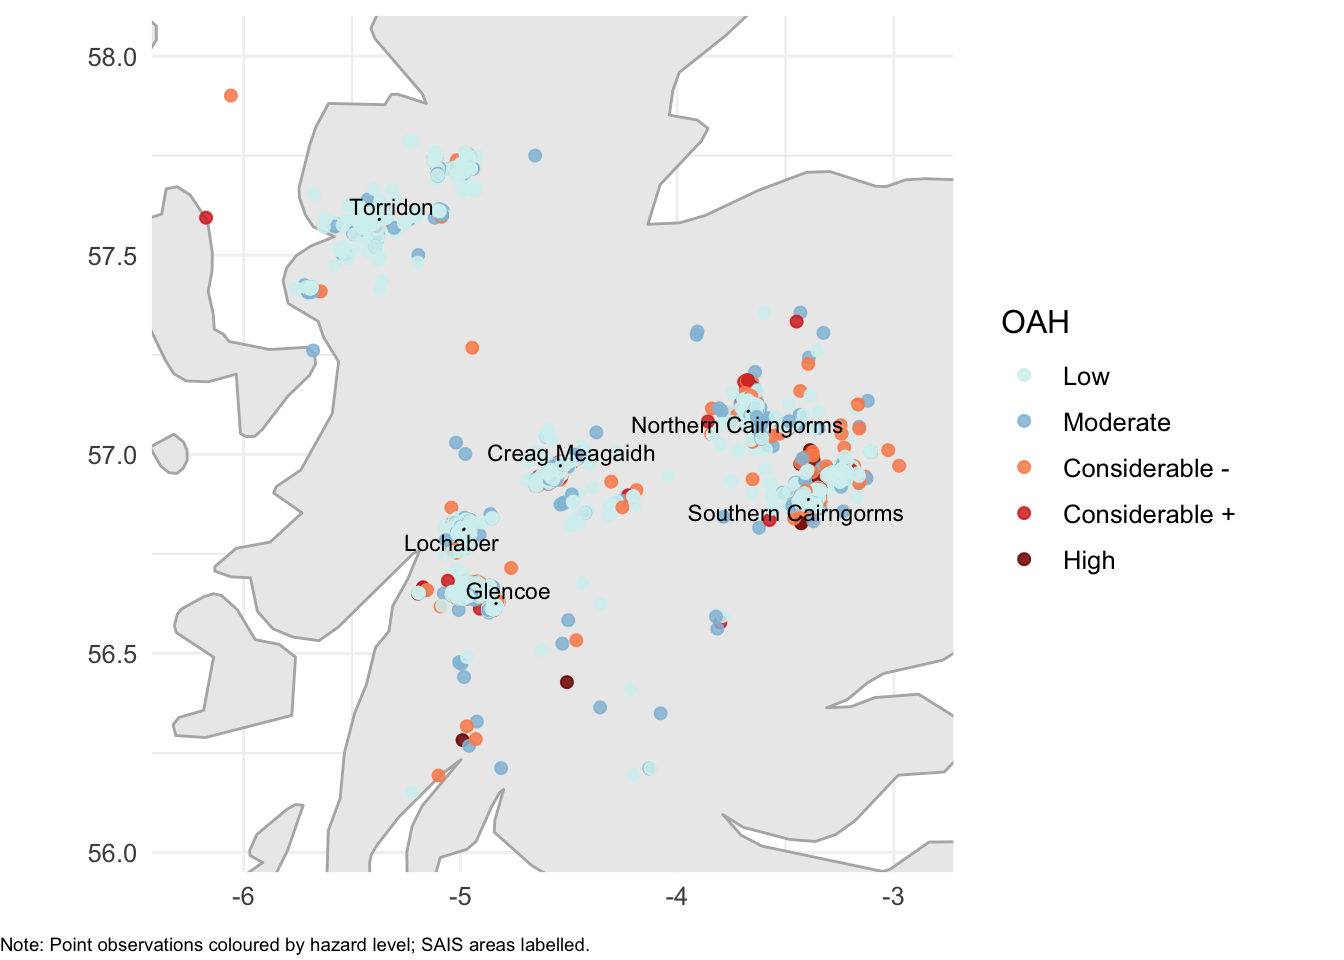 58.0
57.5
57.0
56.5
56.0
-6
-5
-4
-3
Torridon
Northern Cairngorms
Creag Meagaidh
Southern Cairngorms
Lochaber
Glencoe
OAH
Low
Moderate
Considerable -
Considerable +
High
Note: Point observations coloured by hazard level; SAIS areas labelled.